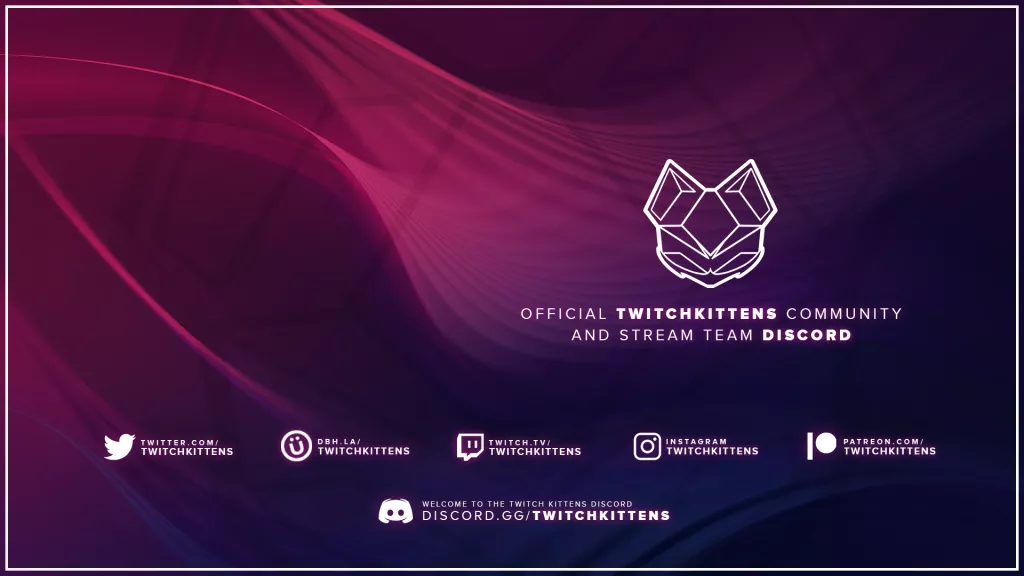 OFFICIAL TWITCHKITTENS COMMUNITY
AND STREAM TEAM DISCORD
TWITTER.COM/
TWITCHKITTENS
DBH.LA/
TWITCHKITTENS
TWITCH.TV/
TWITCHKITTENS
INSTAGRAM
TWITCHKITTENS
PATREON.COM/
TWITCHKITTENS
WELCOME TO THE TWITCH KITTENS DISCORD
DISCORD.GG/TWITCHKITTENS